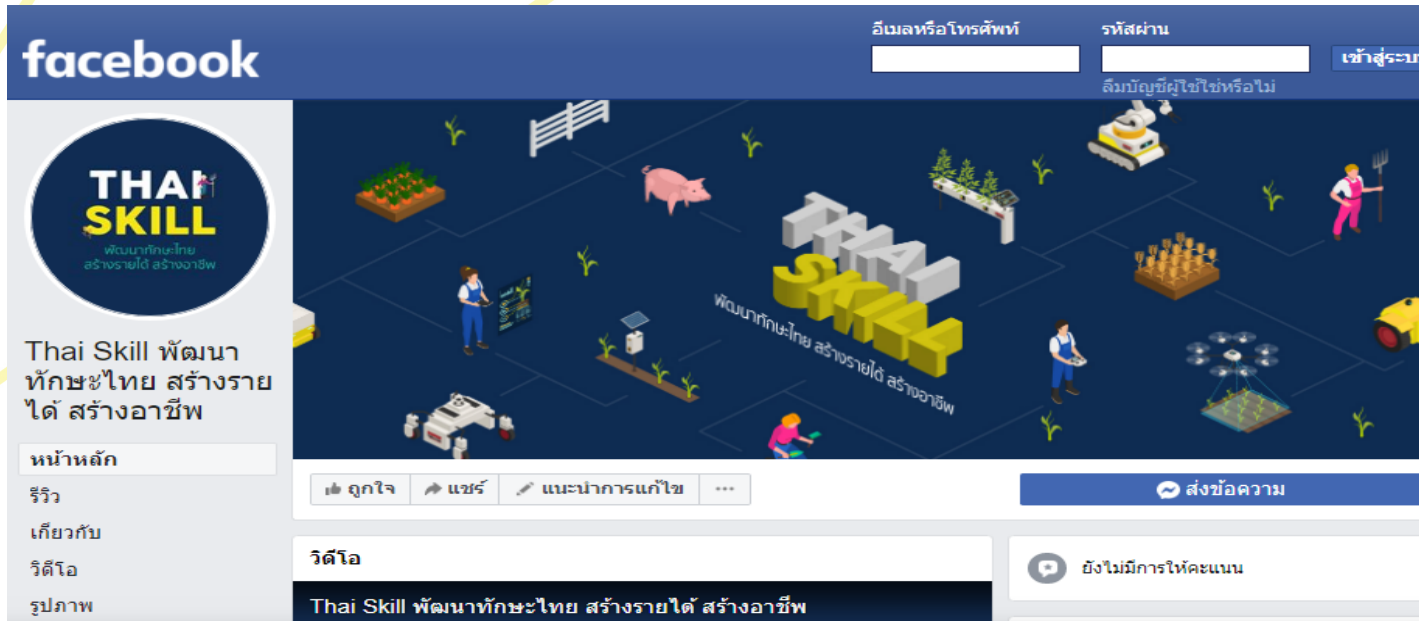 facebook
อีเมลหรือโทรศัพท์
รหัสผ่าน
เข้าสู่ระบบ
ลืมบัญชีผู้ใช้ใช่หรือไม่
THAI
SKILL
พัฒนาทักษะไทย
สร้างรายได้ สร้างอาชีพ
THAI
SKILL
พัฒนาทักษะไทย สร้างรายได้ สร้างอาชีพ
Thai Skill พัฒนา
ทักษะไทย สร้างราย
ได้ สร้างอาชีพ
หน้าหลัก
รีวิว
เกี่ยวกับ
วิดีโอ
รูปภาพ
ถูกใจ
แชร์
แนะนำการแก้ไข
...
ส่งข้อความ
วิดีโอ
Thai Skill พัฒนาทักษะไทย สร้างรายได้ สร้างอาชีพ
ยังไม่มีการให้คะแนน